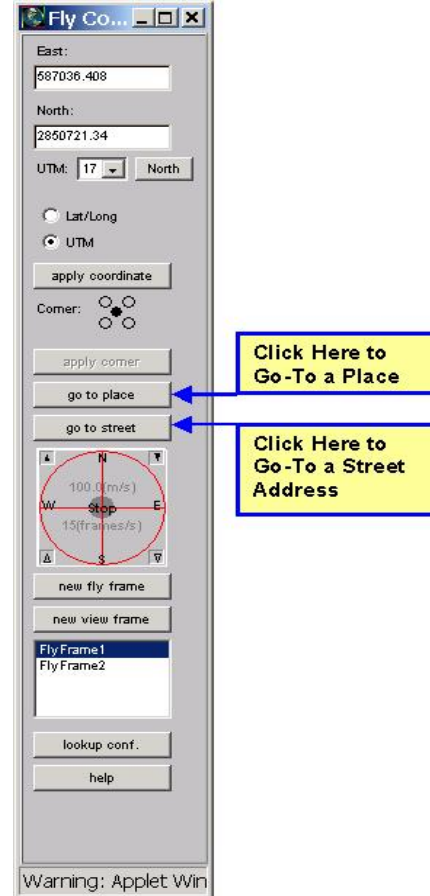 Fly Co...
East:
587036.408
North:
2850721.34
UTM: 17 North
Lat/Long
UTM
apply coordinate
Corner:
apply corner
go to place
go to street
N
100.0(m/s)
W Stop E
15(frames/s)
S
new fly frame
new view frame
FlyFrame1
FlyFrame2
lookup conf.
help
Warning: Applet Win
Click Here to
Go-To a Place
Click Here to
Go-To a Street
Address